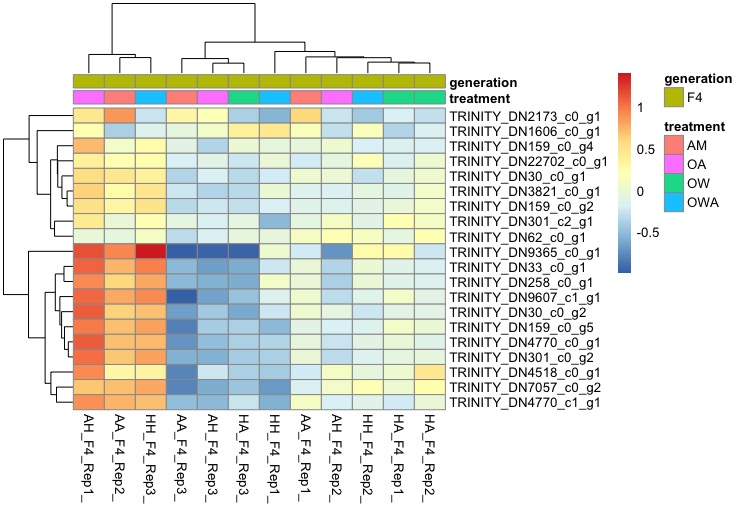 generation
treatment
TRINITY_DN2173_c0_g1
TRINITY_DN1606_c0_g1
TRINITY_DN159_c0_g4
TRINITY_DN22702_c0_g1
TRINITY_DN30_c0_g1
TRINITY_DN3821_c0_g1
TRINITY_DN159_c0_g2
TRINITY_DN301_c2_g1
TRINITY_DN62_c0_g1
TRINITY_DN9365_c0_g1
TRINITY_DN33_c0_g1
TRINITY_DN258_c0_g1
TRINITY_DN9607_c1_g1
TRINITY_DN30_c0_g2
TRINITY_DN159_c0_g5
TRINITY_DN4770_c0_g1
TRINITY_DN301_c0_g2
TRINITY_DN4518_c0_g1
TRINITY_DN7057_c0_g2
TRINITY_DN4770_c1_g1
AH_F4_Rep1_
AA_F4_Rep2_
HH_F4_Rep3_
AA_F4_Rep3_
AH_F4_Rep3_
HA_F4_Rep3_
HH_F4_Rep1_
AA_F4_Rep1_
AH_F4_Rep2_
HH_F4_Rep2_
HA_F4_Rep1_
HA_F4_Rep2_
1
0.5
0
-0.5
generation
F4
treatment
AM
OA
OW
OWA